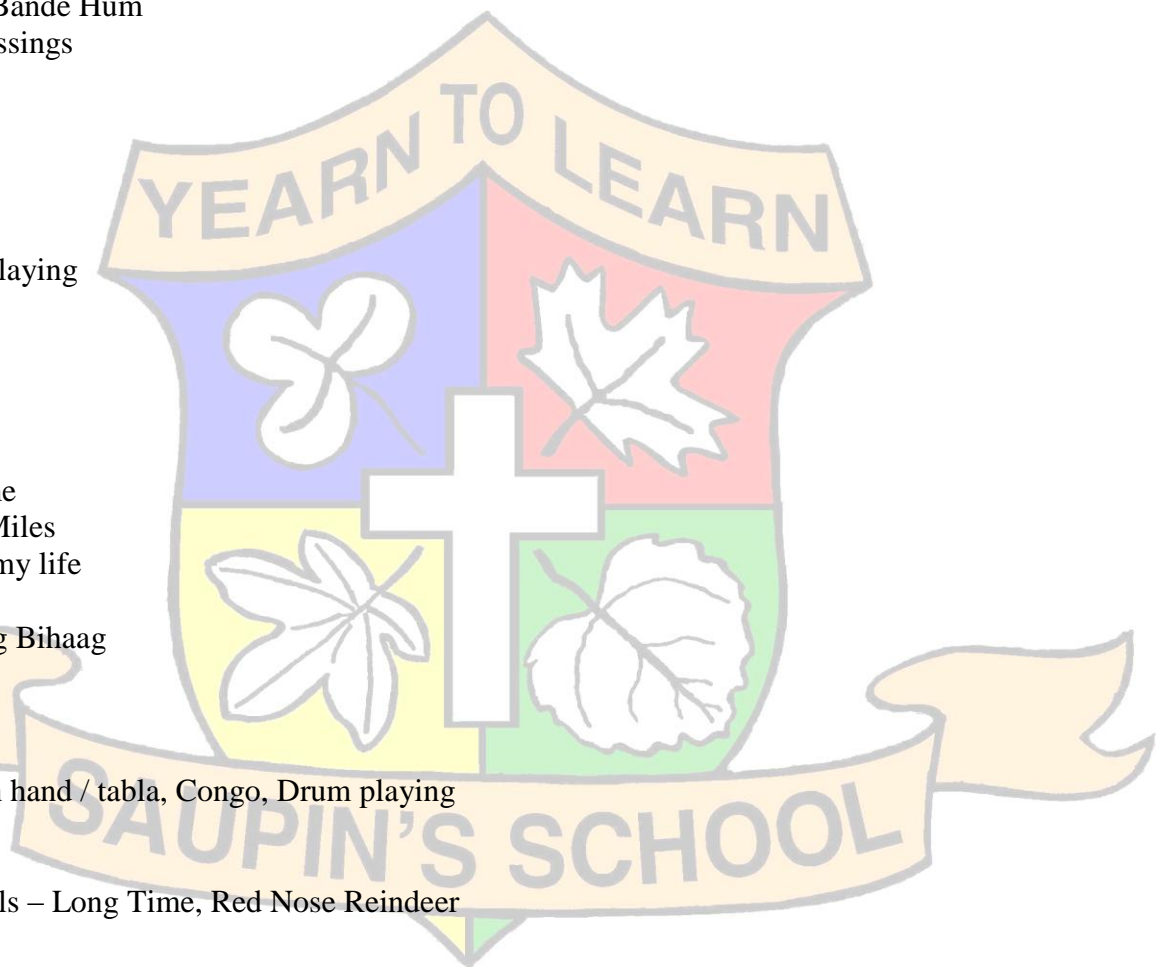 Bande Hum
ssings
YEARN TO LEARN
laying
ne
Miles
my life
g Bihaag
hand / tabla, Congo, Drum playing
SAUPIN'S SCHOOL
ls – Long Time, Red Nose Reindeer